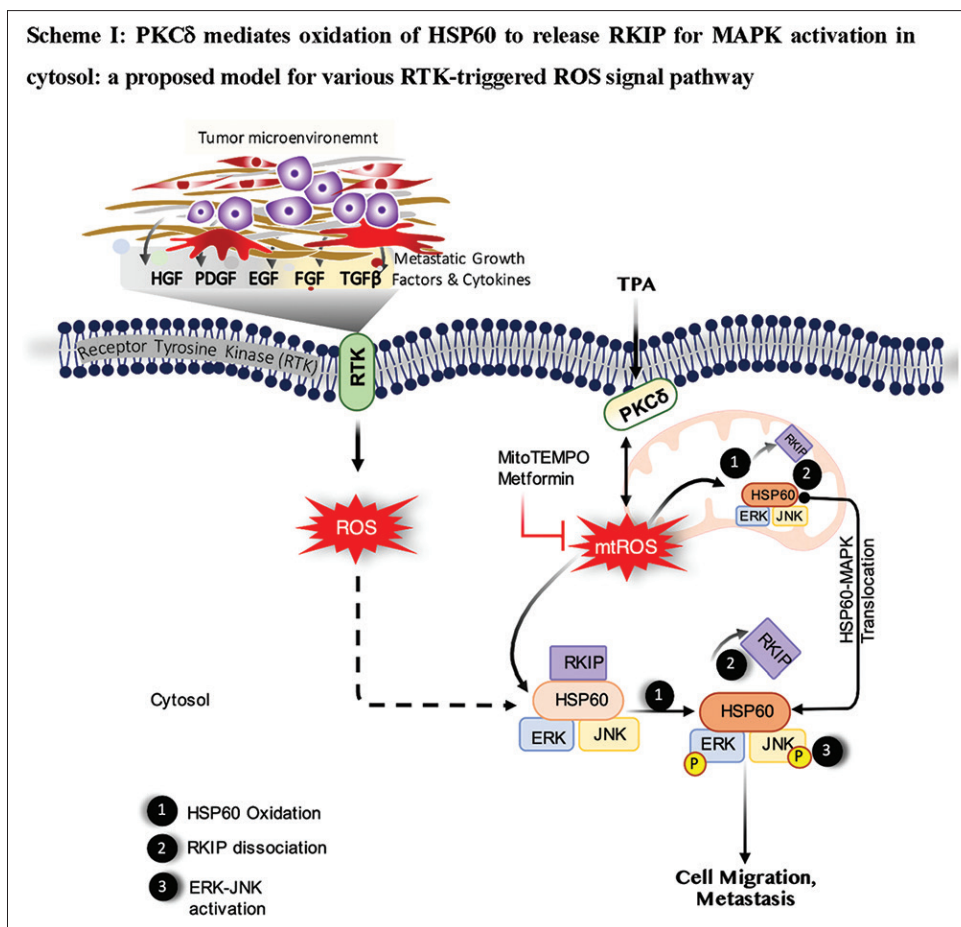 Scheme I: PKCδ mediates oxidation of HSP60 to release RKIP for MAPK activation in
cytosol: a proposed model for various RTK-triggered ROS signal pathway
Tumor microenvironemnt
Metastatic Growth
Factors & Cytokines
HGF PDGF EGF FGF TGFβ
TPA
Receptor Tyrosine Kinase (RTK)
RTK
PKCδ
MitoTEMPO
Metformin
1
RKIP
2
HSP60
ERK JNK
ROS
mtROS
HSP60-MAPK
Translocation
RKIP
2
RKIP
Cytosol
HSP60
1
HSP60
ERK JNK
ERK JNK
P
P
3
1 HSP60 Oxidation
2 RKIP dissociation
3 ERK-JNK
activation
Cell Migration,
Metastasis